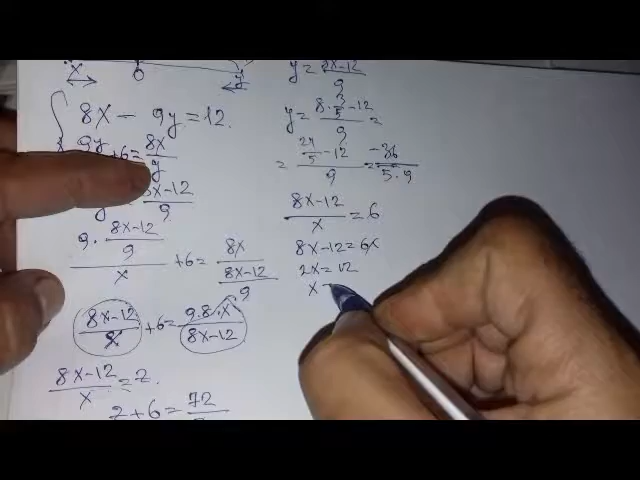 x 0 y
8x - 9y = 12.
9y +6 = 8x/y
8x-12/9
9 · 8x-12/9 / x +6 = 8x / 8x-12/9
8x-12/x +6 = 9·8·x / 8x-12
8x-12/x = z.
z + 6 = 72
y = 8x-12/9
y = 8·3/5 -12 / 9 =
= 24/5 -12 / 9 = -36 / 5·9
8x-12/x = 6
8x-12=6x
2x=12
x =